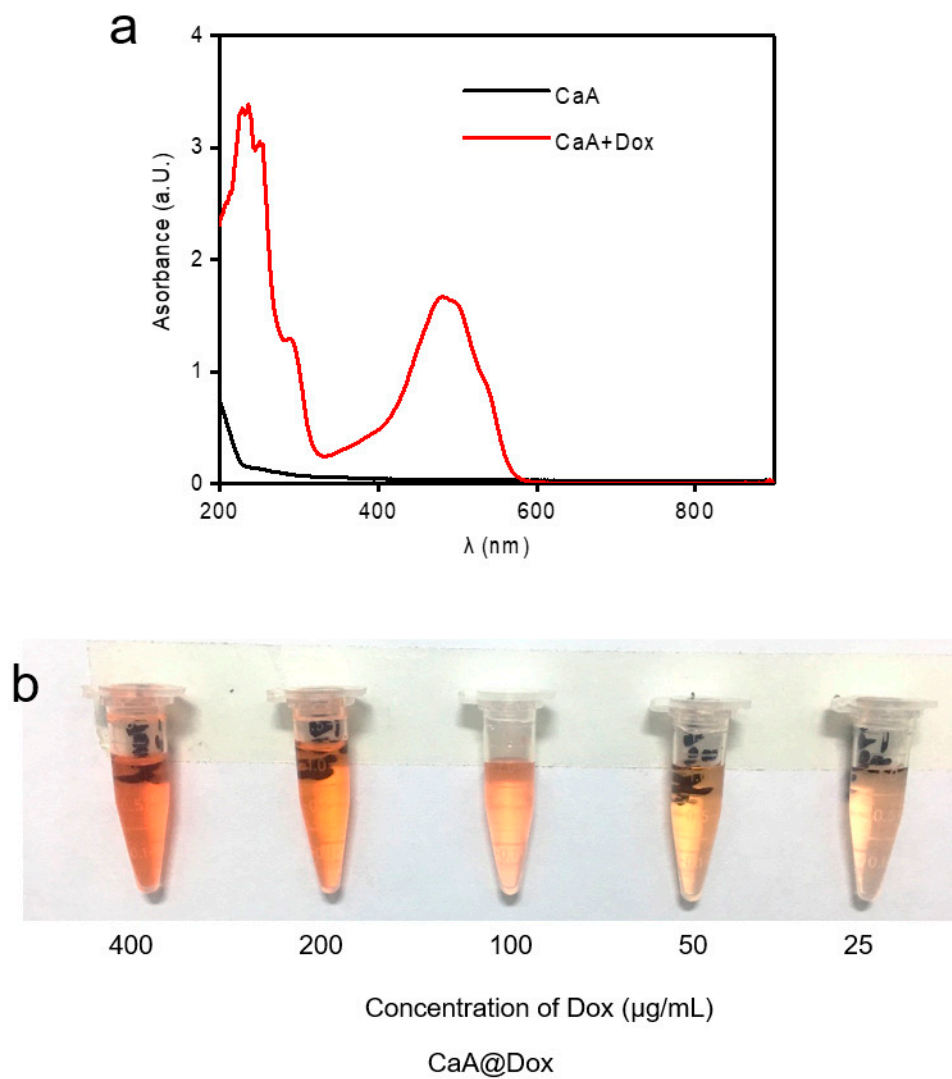 a
4
3
2
1
0
Asorbance (a.U.)
CaA
CaA+Dox
200 400 600 800
λ (nm)
b
400 200 100 50 25
Concentration of Dox (µg/mL)
CaA@Dox